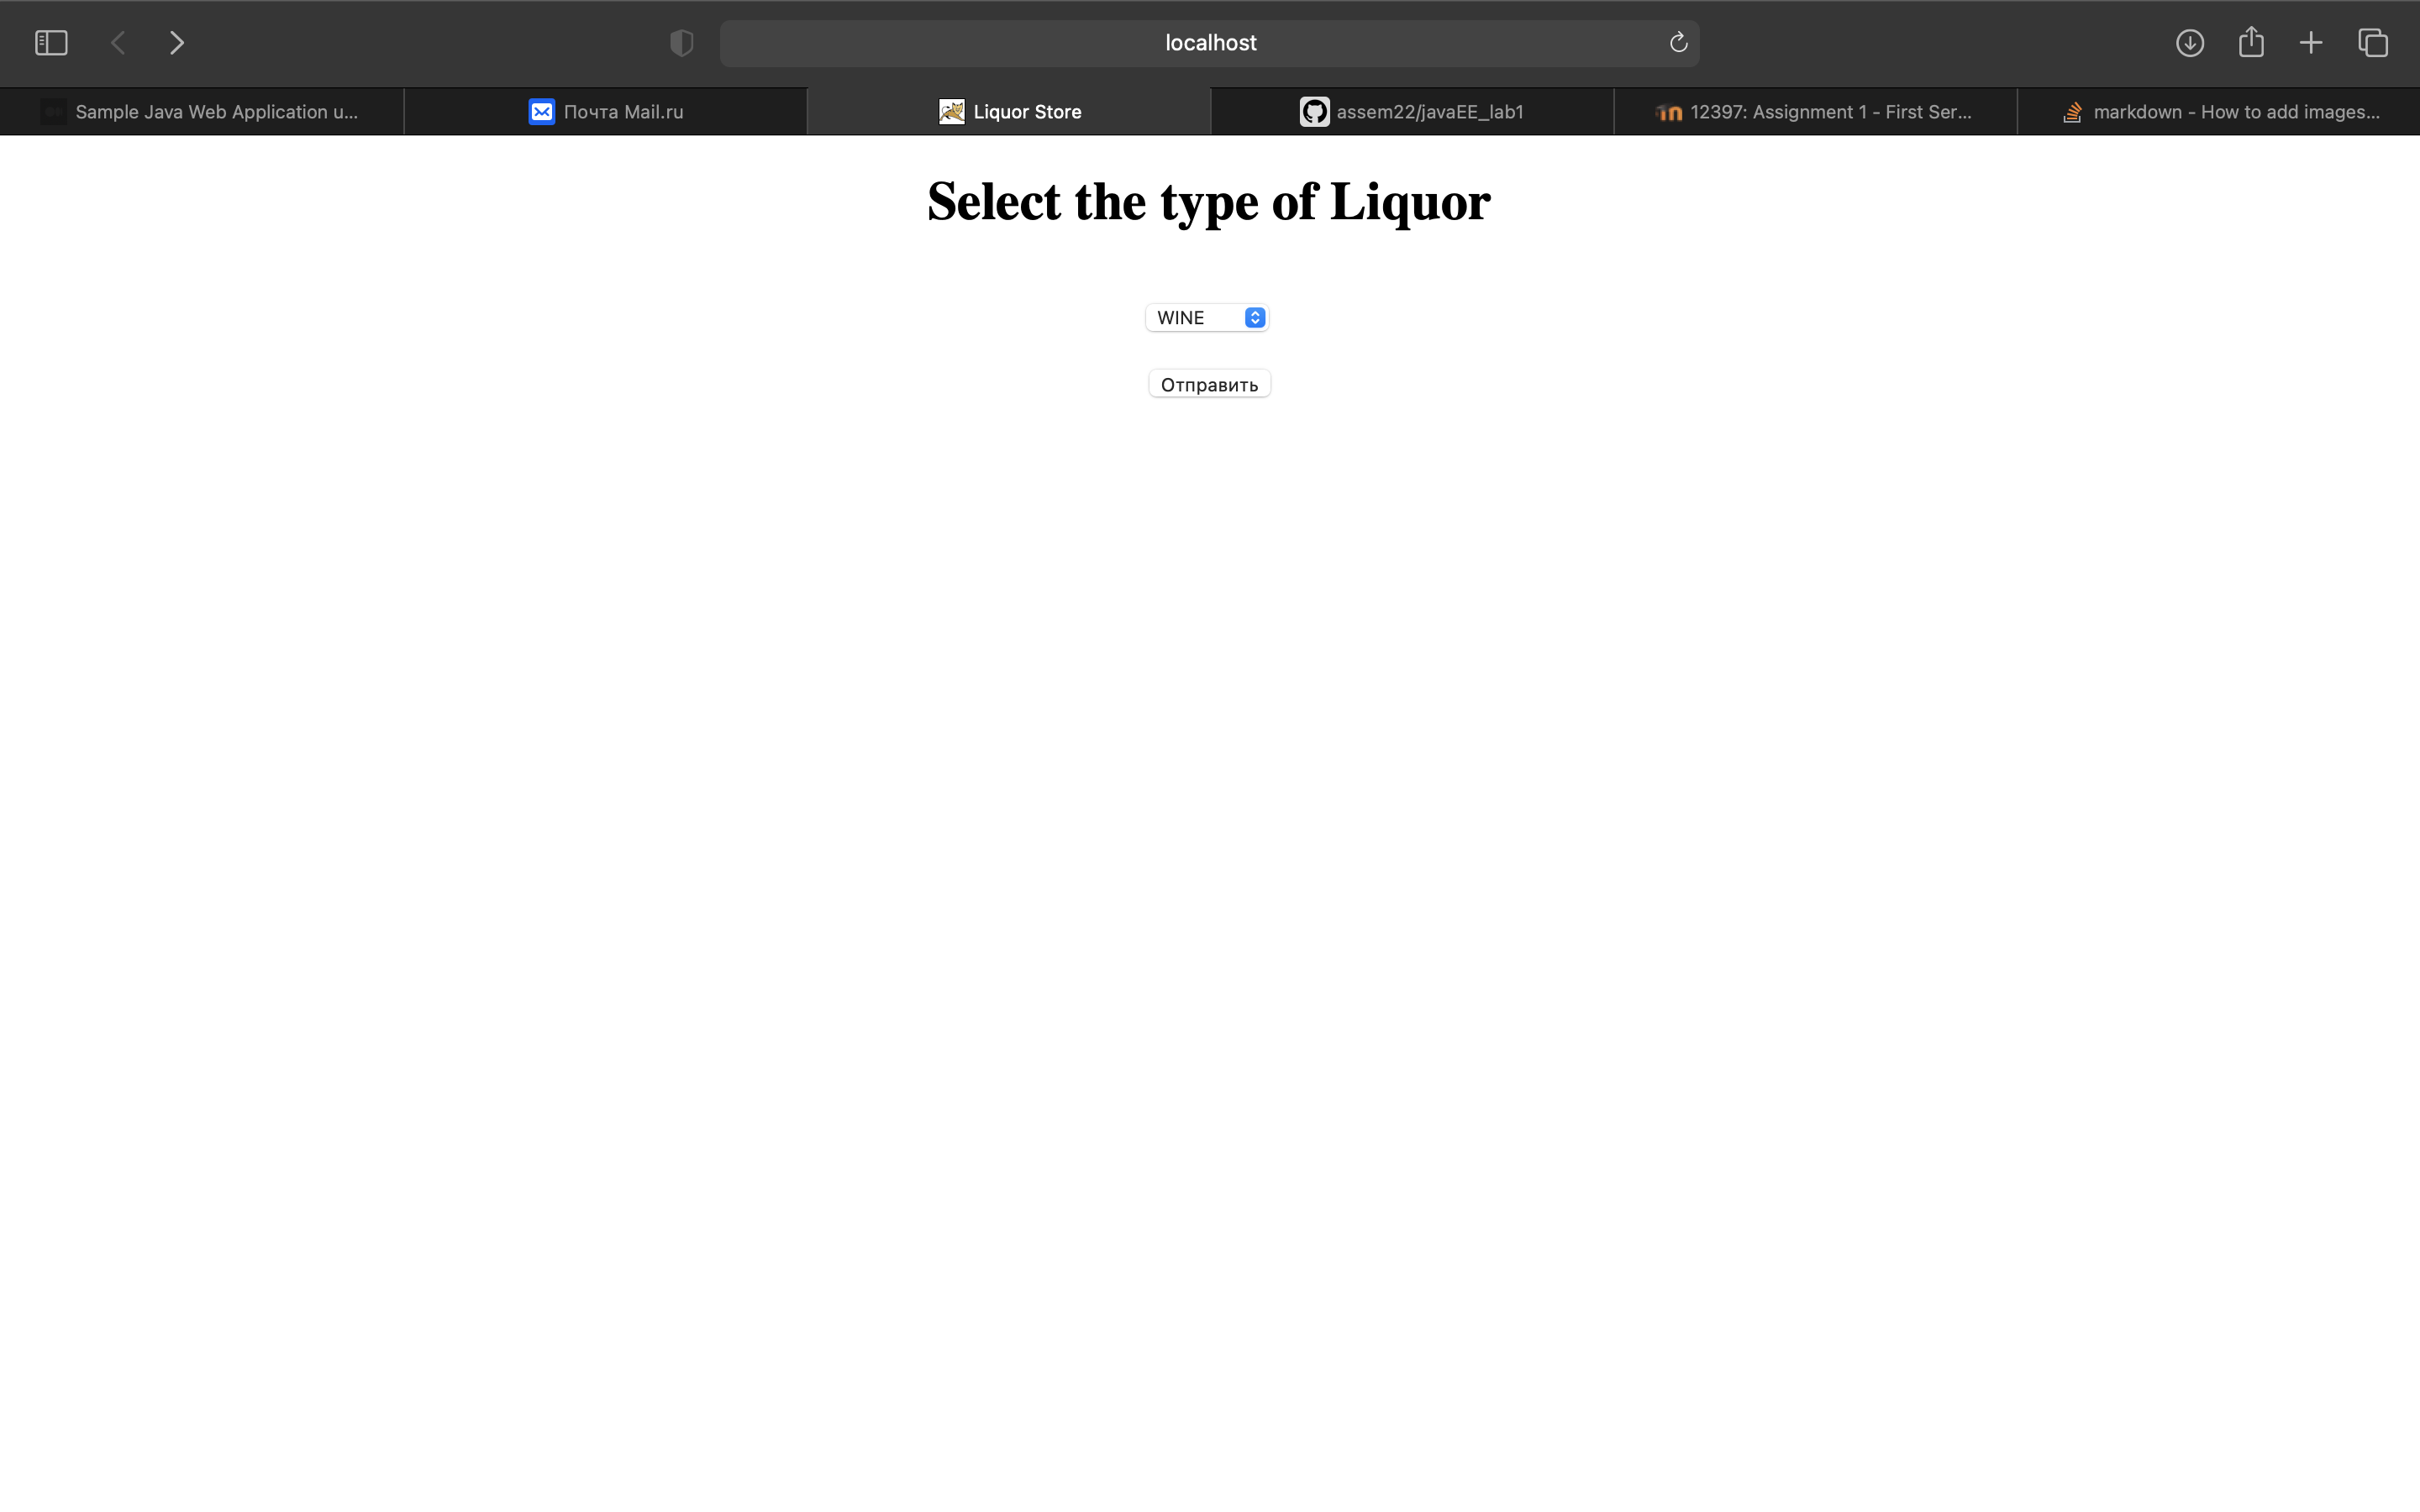 localhost
Sample Java Web Application u...
Почта Mail.ru
Liquor Store
assem22/javaEE_lab1
12397: Assignment 1 - First Ser...
markdown - How to add images...
Select the type of Liquor
WINE
Отправить